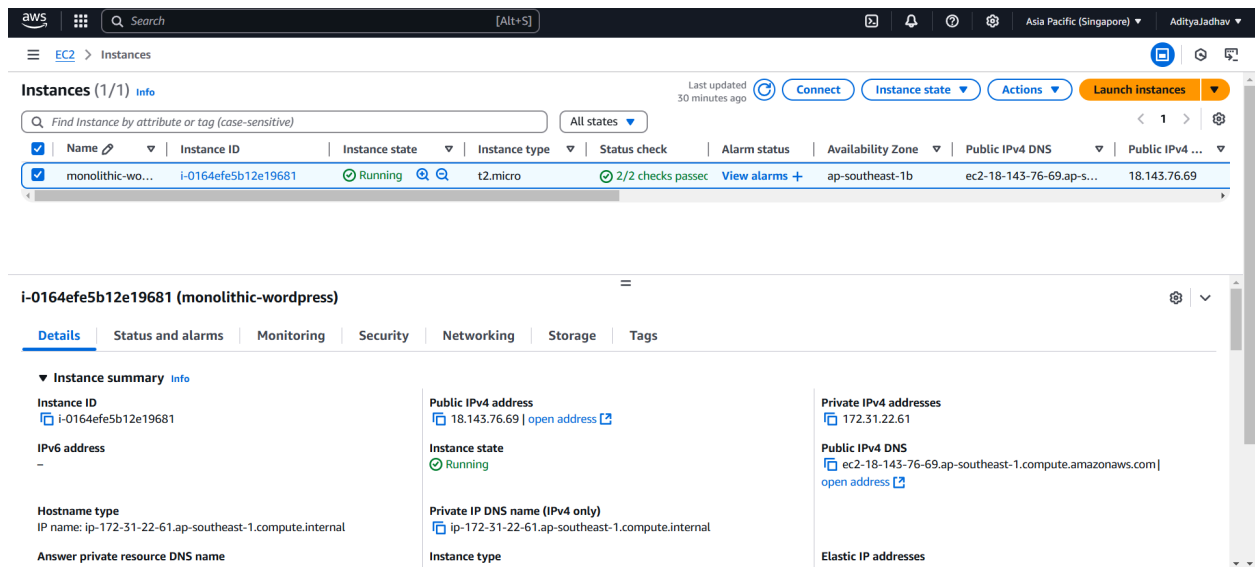 aws Search [Alt+S] Asia Pacific (Singapore) AdityaJadhav
EC2 > Instances
Instances (1/1) Info
Last updated
30 minutes ago
Connect Instance state Actions Launch instances
Find Instance by attribute or tag (case-sensitive) All states 1
Name Instance ID Instance state Instance type Status check Alarm status Availability Zone Public IPv4 DNS Public IPv4 ...
monolithic-wo... i-0164efe5b12e19681 Running t2.micro 2/2 checks passec View alarms + ap-southeast-1b ec2-18-143-76-69.ap-s... 18.143.76.69
i-0164efe5b12e19681 (monolithic-wordpress)
Details Status and alarms Monitoring Security Networking Storage Tags
Instance summary Info
Instance ID Public IPv4 address Private IPv4 addresses
i-0164efe5b12e19681 18.143.76.69 | open address 172.31.22.61
IPv6 address Instance state Public IPv4 DNS
– Running ec2-18-143-76-69.ap-southeast-1.compute.amazonaws.com |
open address
Hostname type Private IP DNS name (IPv4 only)
IP name: ip-172-31-22-61.ap-southeast-1.compute.internal ip-172-31-22-61.ap-southeast-1.compute.internal
Answer private resource DNS name Instance type Elastic IP addresses